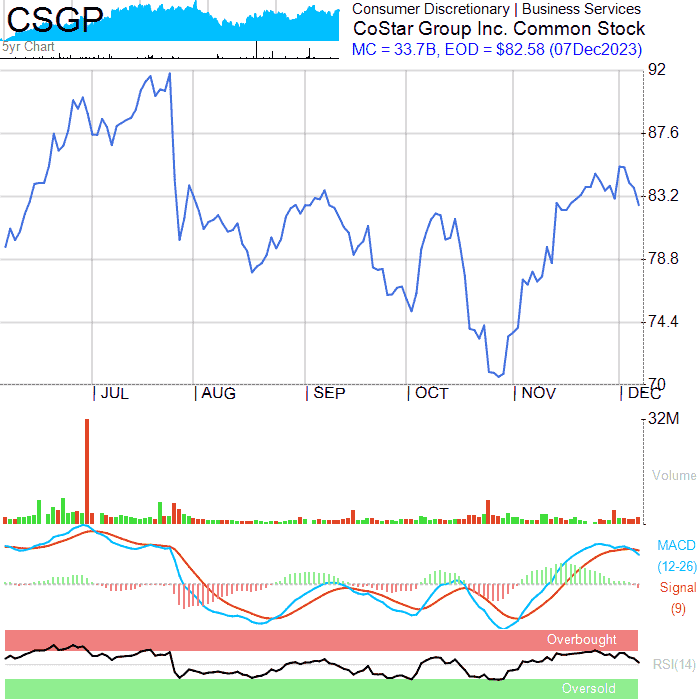 CSGP
5yr Chart
Consumer Discretionary | Business Services
CoStar Group Inc. Common Stock
MC = 33.7B, EOD = $82.58 (07Dec2023)
92
87.6
83.2
78.8
74.4
70
JUL
AUG
SEP
OCT
NOV
DEC
32M
Volume
MACD
(12-26)
Signal
(9)
Overbought
RSI(14)
Oversold